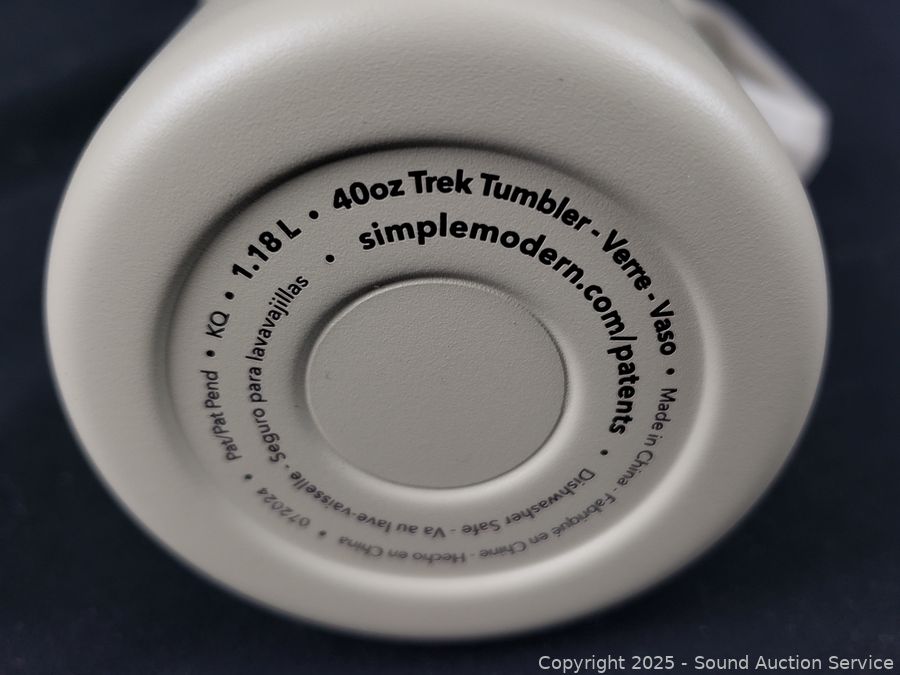 40oz Trek Tumbler - Verre - Vaso • Made in China - Fabriqué en Chine - Hecho en China • 072024 • Pat/Pat Pend • KQ • 1.18 L •
simplemodern.com/patents • Dishwasher Safe - Va au lave-vaisselle - Seguro para lavavajillas •
Copyright 2025 - Sound Auction Service